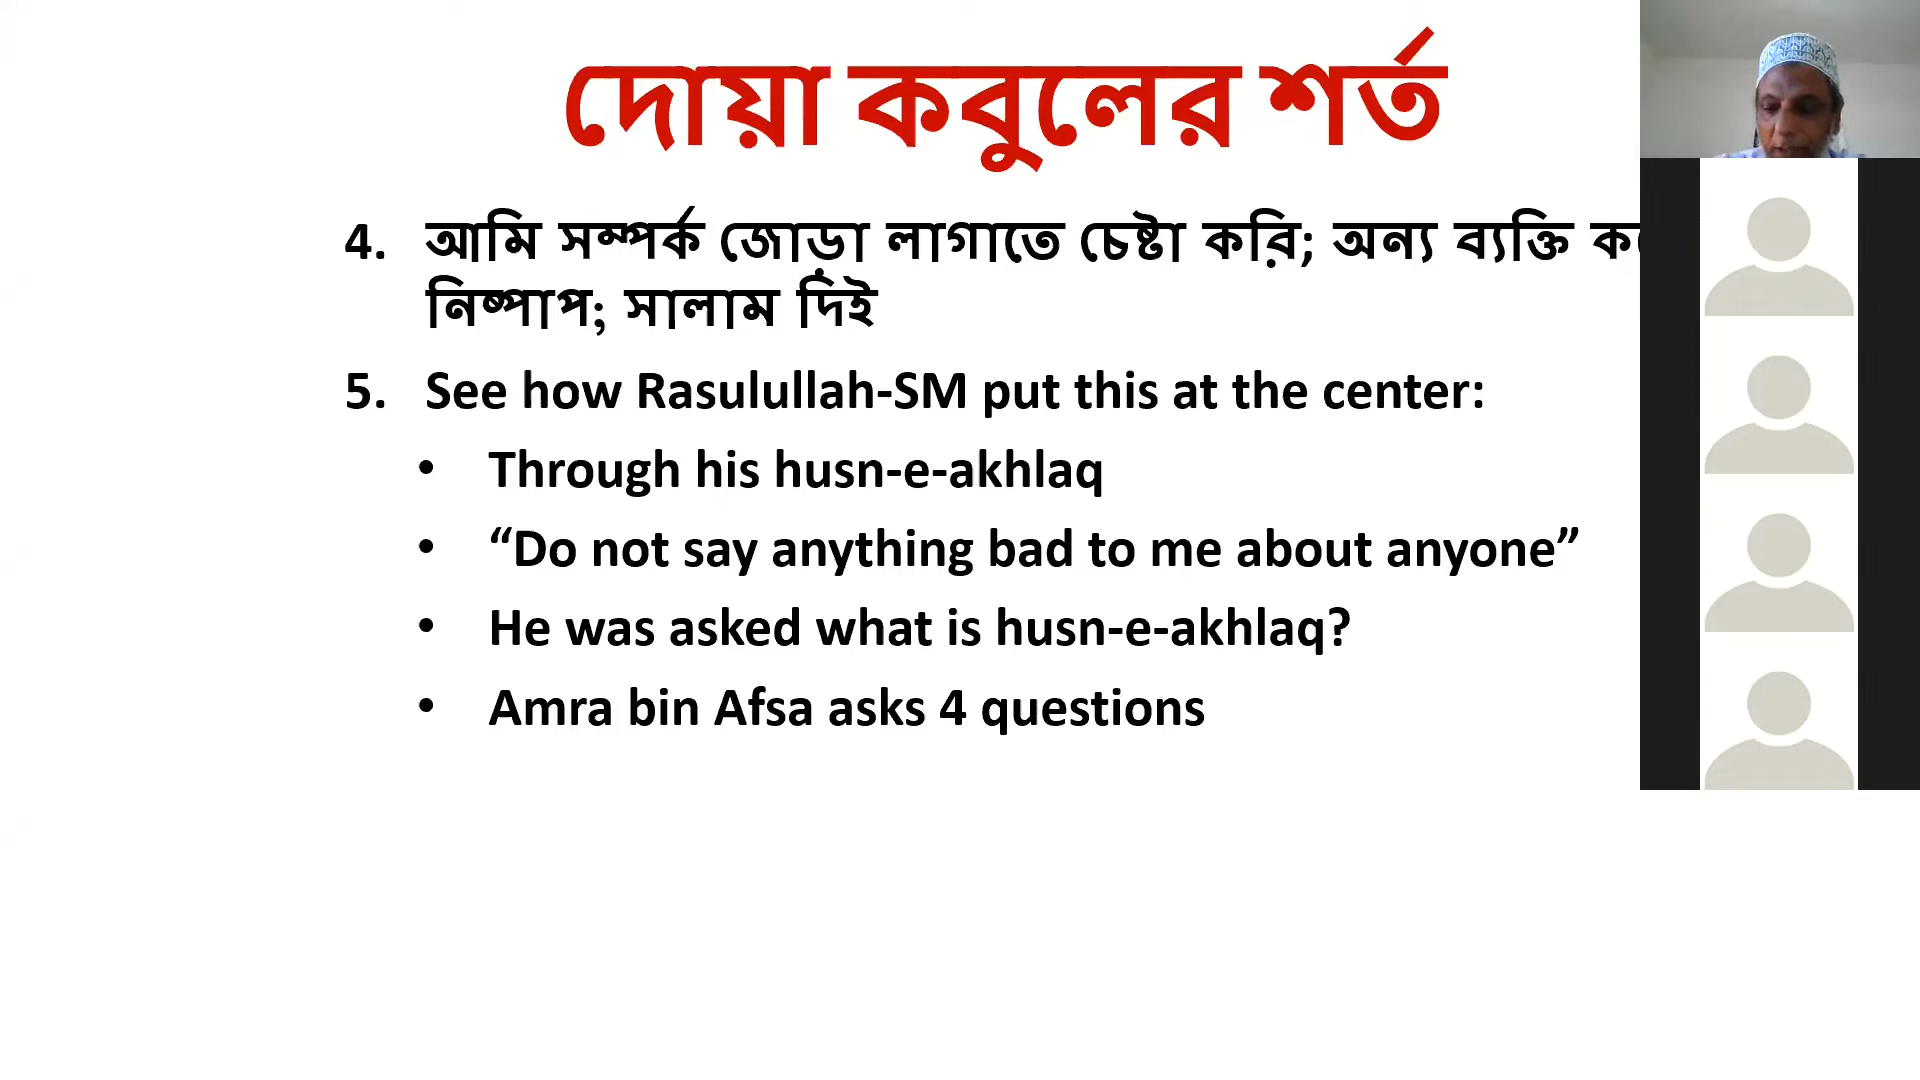 দোয়া কবুলের শর্ত
4. আমি সম্পর্ক জোড়া লাগাতে চেষ্টা করি; অন্য ব্যক্তি
নিষ্পাপ; সালাম দিই
5. See how Rasulullah-SM put this at the center:
• Through his husn-e-akhlaq
• “Do not say anything bad to me about anyone”
• He was asked what is husn-e-akhlaq?
• Amra bin Afsa asks 4 questions